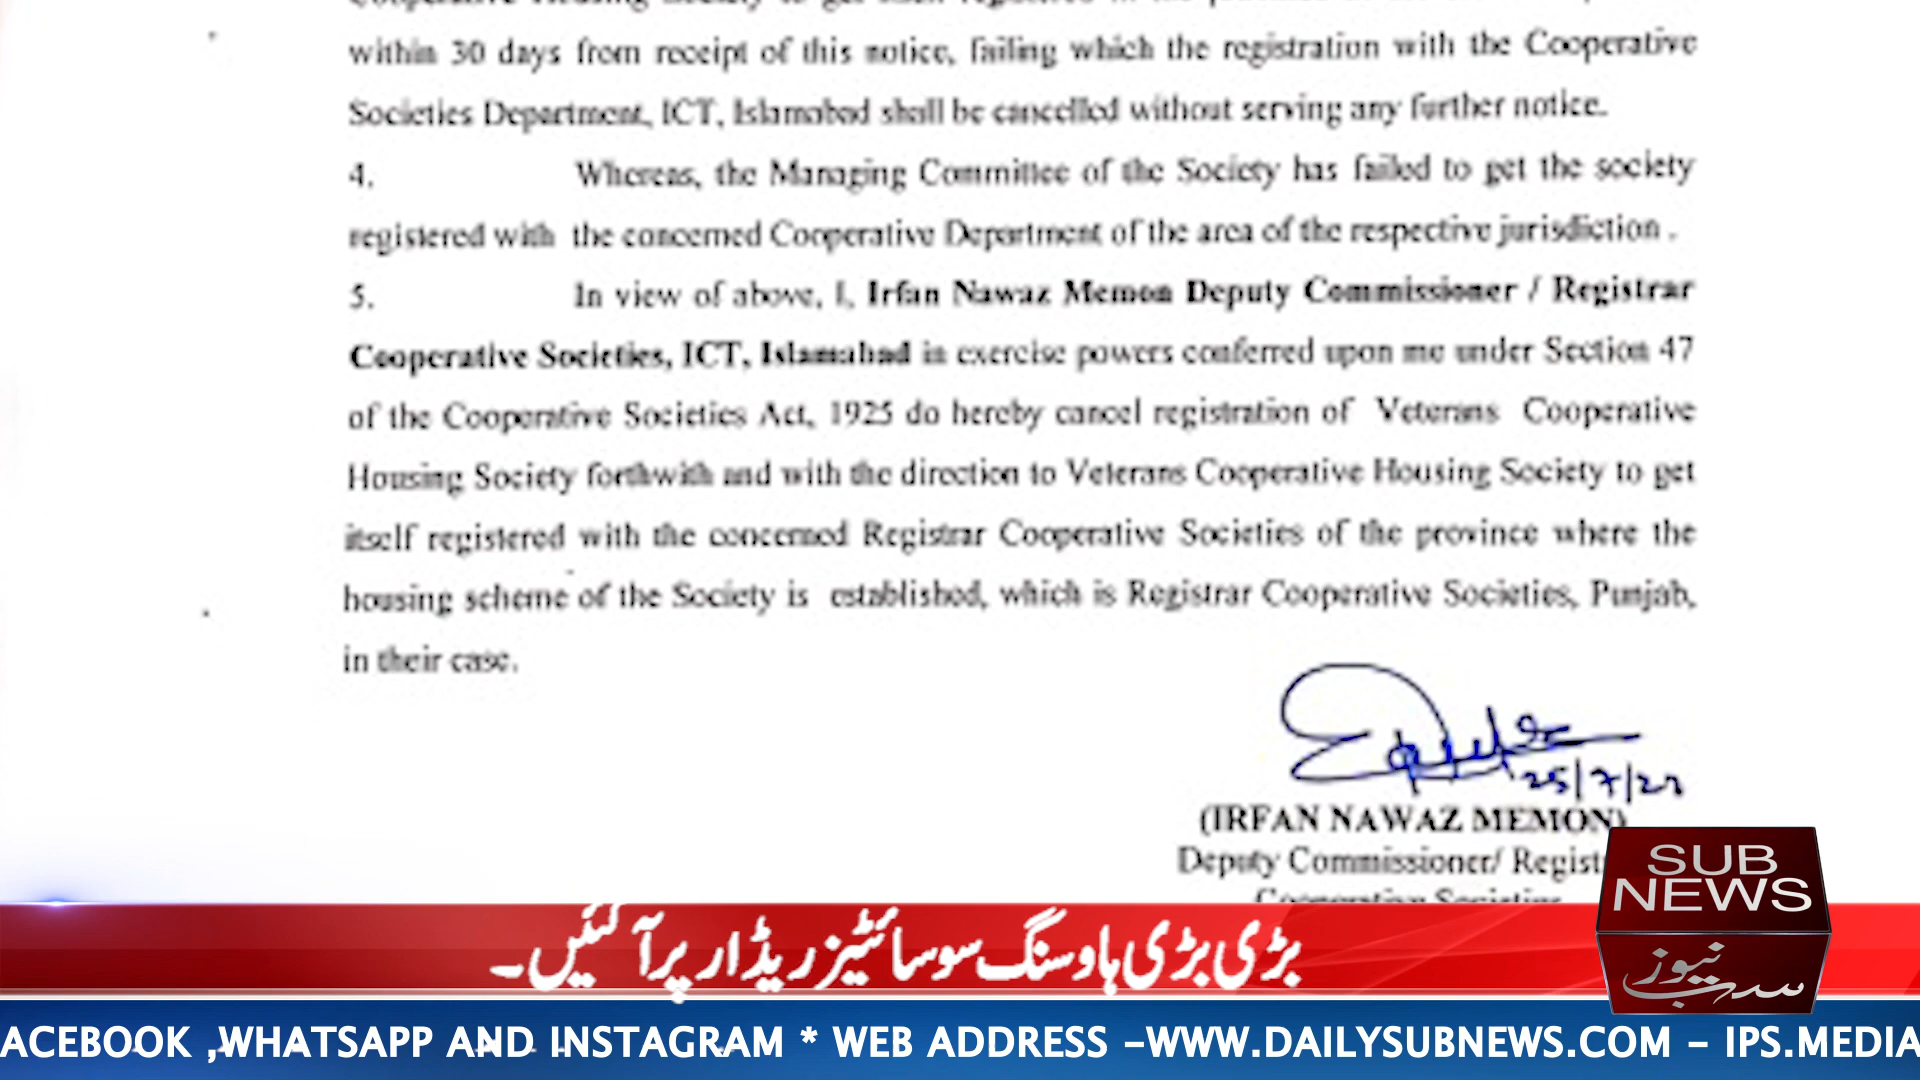 within 30 days from receipt of this notice, failing which the registration with the Cooperative
Societies Department, ICT, Islamabad shall be cancelled without serving any further notice.
4. Whereas, the Managing Committee of the Society has failed to get the society
registered with the concerned Cooperative Department of the area of the respective jurisdiction .
5. In view of above, I, Irfan Nawaz Memon Deputy Commissioner / Registrar
Cooperative Societies, ICT, Islamabad in exercise powers conferred upon me under Section 47
of the Cooperative Societies Act, 1925 do hereby cancel registration of Veterans Cooperative
Housing Society forthwith and with the direction to Veterans Cooperative Housing Society to get
itself registered with the concerned Registrar Cooperative Societies of the province where the
housing scheme of the Society is established, which is Registrar Cooperative Societies, Punjab,
in their case.
25/7/23
(IRFAN NAWAZ MEMON)
Deputy Commissioner/ Registr
Cooperative Societies
SUB
NEWS
سب نیوز
بڑی بڑی ہاوسنگ سوسائٹیز ریڈار پر آ گئیں۔
ACEBOOK ,WHATSAPP AND INSTAGRAM * WEB ADDRESS -WWW.DAILYSUBNEWS.COM - IPS.MEDIA